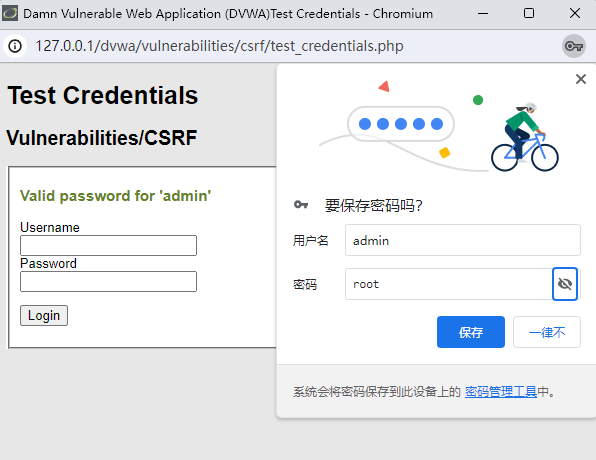 Damn Vulnerable Web Application (DVWA)Test Credentials - Chromium
127.0.0.1/dvwa/vulnerabilities/csrf/test_credentials.php
Test Credentials
Vulnerabilities/CSRF
Valid password for 'admin'
Username
Password
Login
要保存密码吗？
用户名 admin
密码 root
保存 一律不
系统会将密码保存到此设备上的 密码管理工具中。